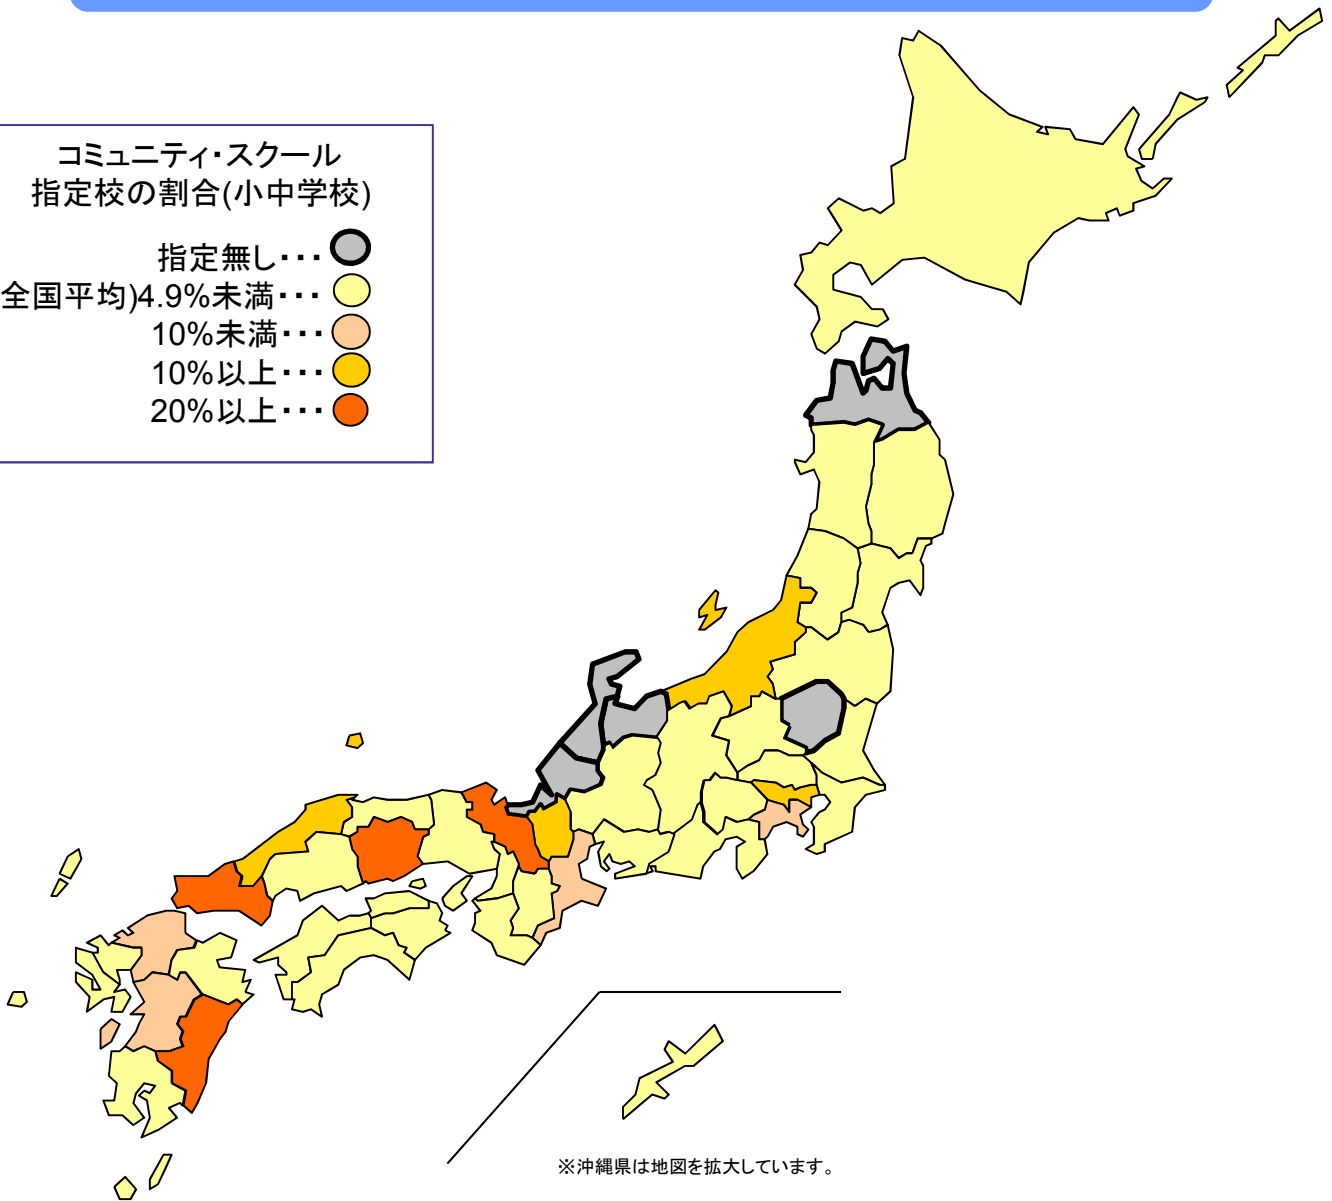 コミュニティ・スクール
指定校の割合(小中学校)
指定無し・・・
全国平均)4.9%未満・・・
10%未満・・・
10%以上・・・
20%以上・・・
※沖縄県は地図を拡大しています。